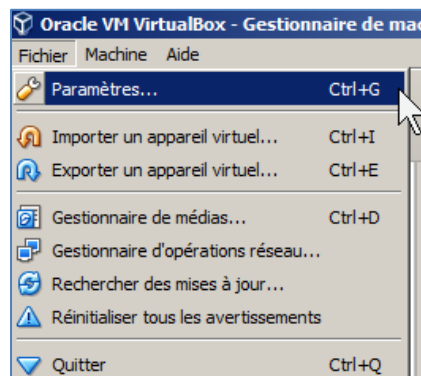 Oracle VM VirtualBox - Gestionnaire de mac
Fichier Machine Aide
Paramètres... Ctrl+G
Importer un appareil virtuel... Ctrl+I
Exporter un appareil virtuel... Ctrl+E
Gestionnaire de médias... Ctrl+D
Gestionnaire d'opérations réseau...
Rechercher des mises à jour...
Réinitialiser tous les avertissements
Quitter Ctrl+Q